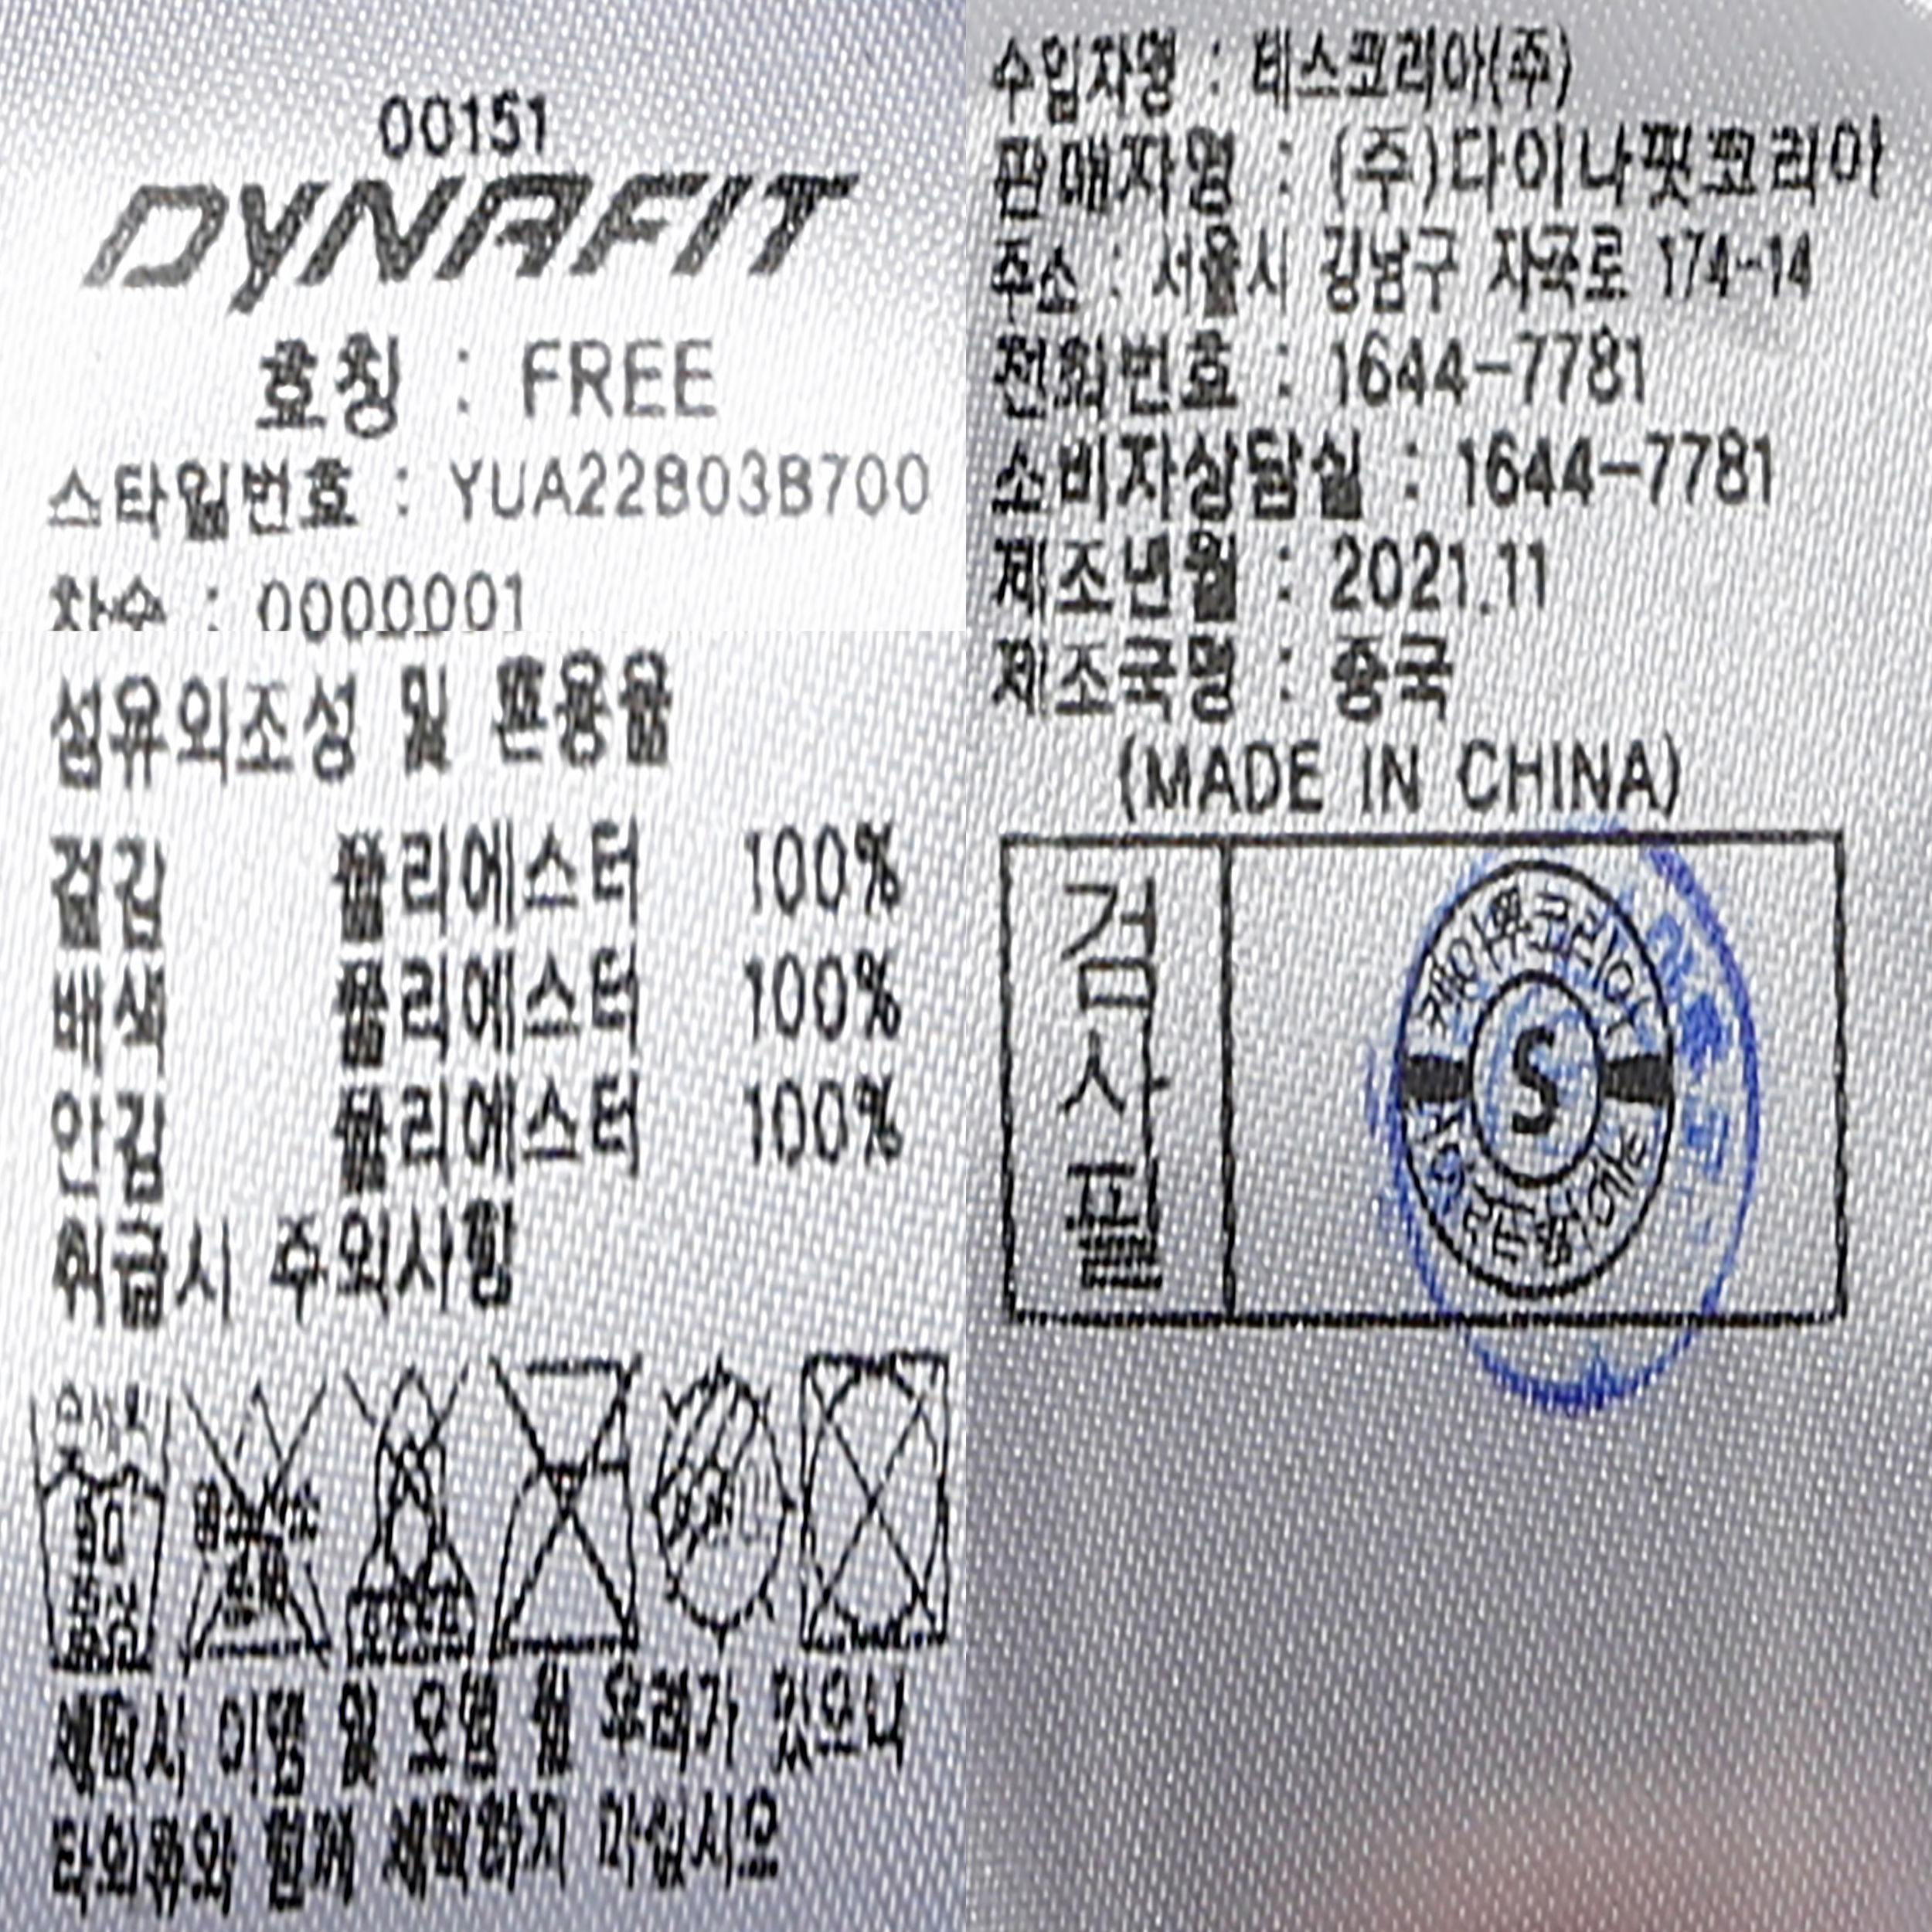 00151
DYNAFIT
호칭 : FREE
스타일번호 : YUA22B03B700
차수 : 0000001
섬유의조성 및 혼용율
겉감 폴리에스터 100%
배색 폴리에스터 100%
안감 폴리에스터 100%
취급시 주의사항
세탁시 이염 및 오염 될 우려가 있으니
타의류와 함께 세탁하지 마십시오
수입자명 : 테스코리아(주)
판매자명 : (주)다이나핏코리아
주소 : 서울시 강남구 자곡로 174-14
전화번호 : 1644-7781
소비자상담실 : 1644-7781
제조년월 : 2021.11
제조국명 : 중국
(MADE IN CHINA)
검사필
S